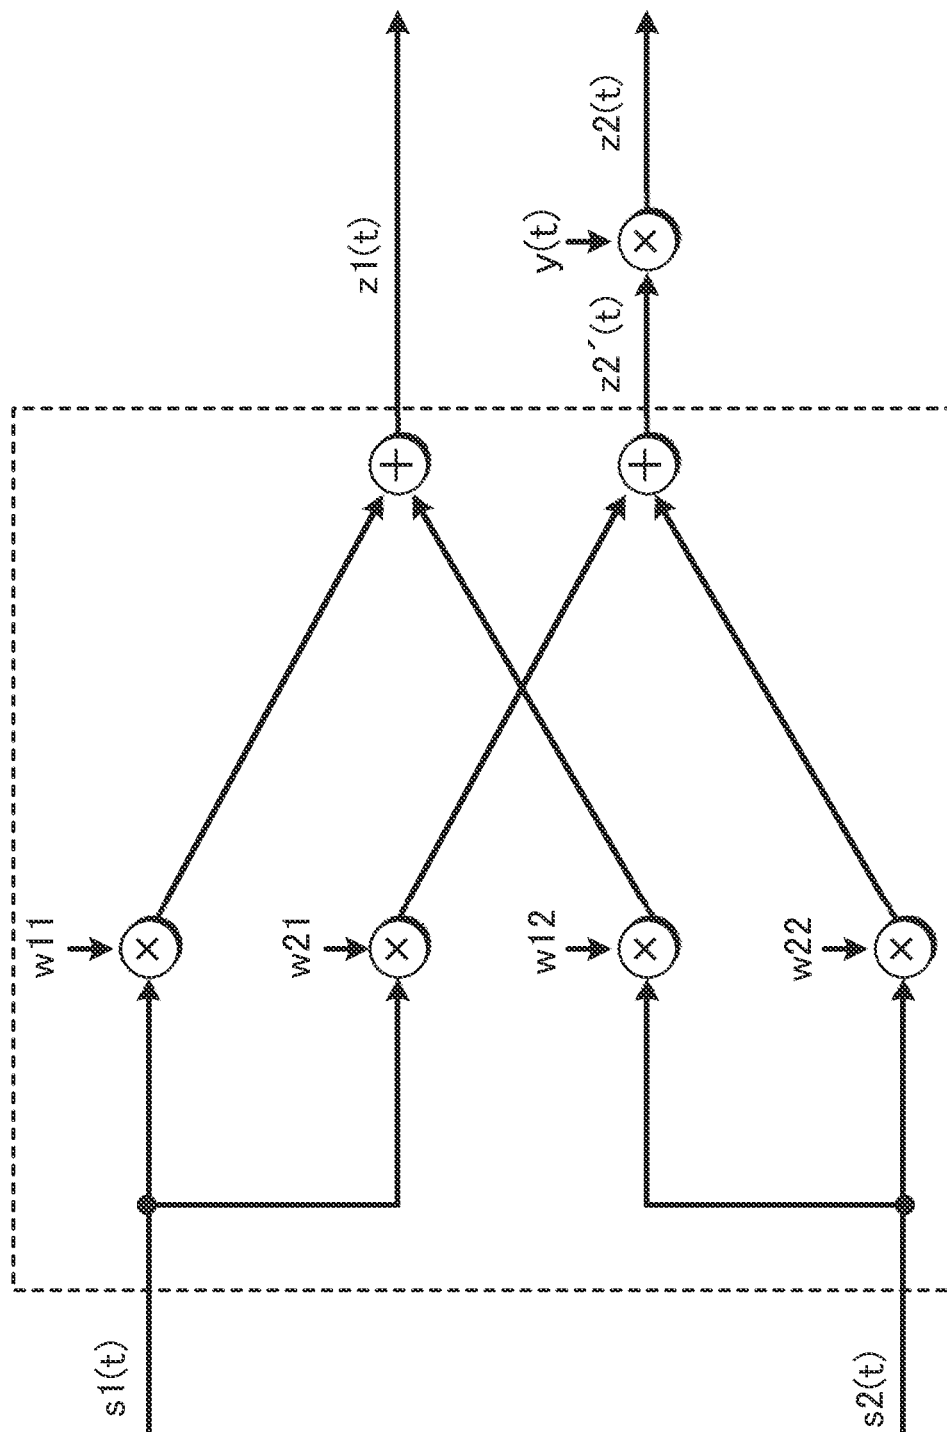 s1(t)
s2(t)
w11
w21
w12
w22
×
×
×
×
+
+
z1(t)
z2´(t)
y(t)
×
z2(t)